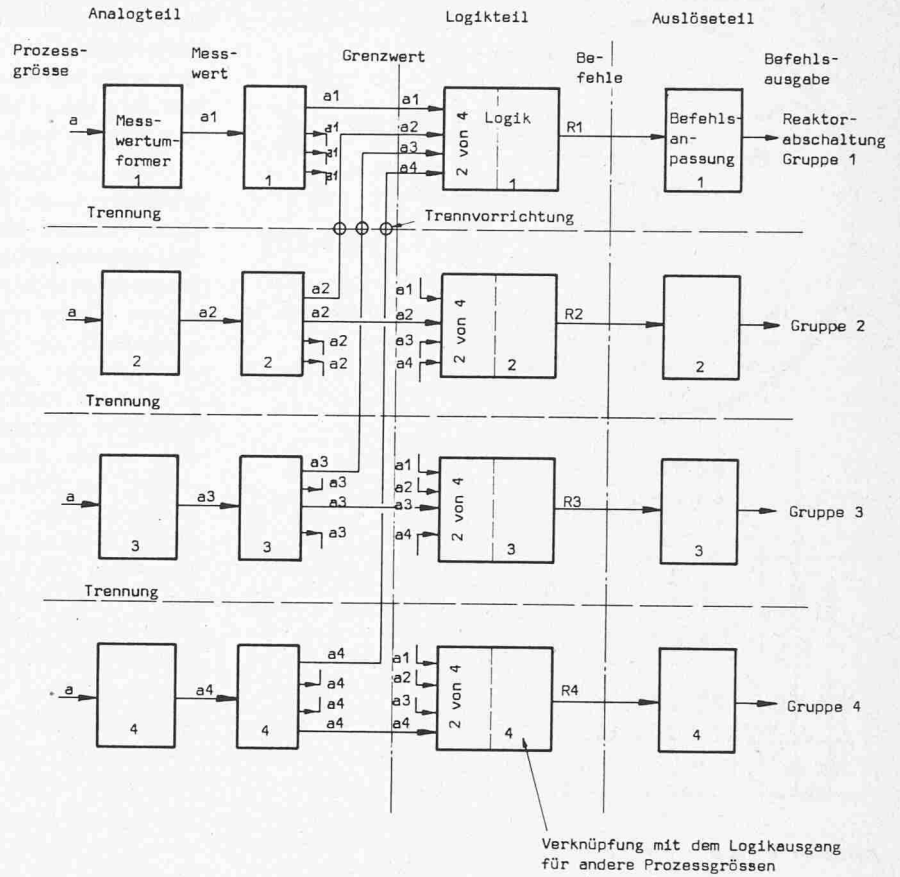 Analogteil
Logikteil
Auslöseteil
Prozess-
grösse
Mess-
wert
Grenzwert
Be-
fehle
Befehls-
ausgabe
a
Mess-
wertum-
former
1
a1
1
a1
a1
a1
a1
a1
a2
a3
a4
2 von 4
Logik
1
R1
Befehls-
an-
passung
1
Reaktor-
abschaltung
Gruppe 1
Trennung
Trennvorrichtung
a
2
a2
2
a2
a2
a2
a2
a1
a2
a3
a4
2 von 4
2
R2
2
Gruppe 2
Trennung
a
3
a3
3
a3
a3
a3
a3
a1
a2
a3
a4
2 von 4
3
R3
3
Gruppe 3
Trennung
a
4
a4
4
a4
a4
a4
a4
a1
a2
a3
a4
2 von 4
4
R4
4
Gruppe 4
Verknüpfung mit dem Logikausgang
für andere Prozessgrössen